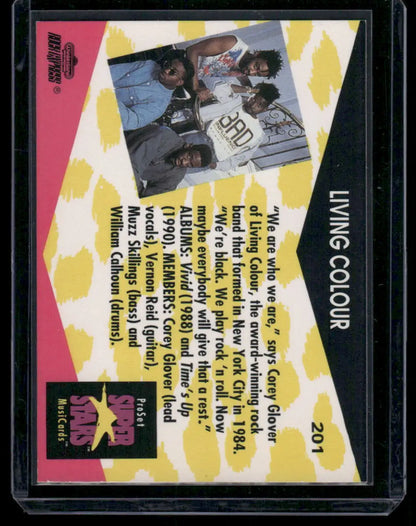 LIVING COLOUR
201
"We are who we are," says Corey Glover
of Living Colour, the award-winning rock
band that formed in New York City in 1984.
"We're black. We play rock 'n roll. Now
maybe everybody will give that a rest."
ALBUMS: Vivid (1988) and Time's Up
(1990). MEMBERS: Corey Glover (lead
vocals), Vernon Reid (guitar),
Muzz Skillings (bass) and
William Calhoun (drums).
BAD
ProSet
SUPER
STARS™
MusiCards™